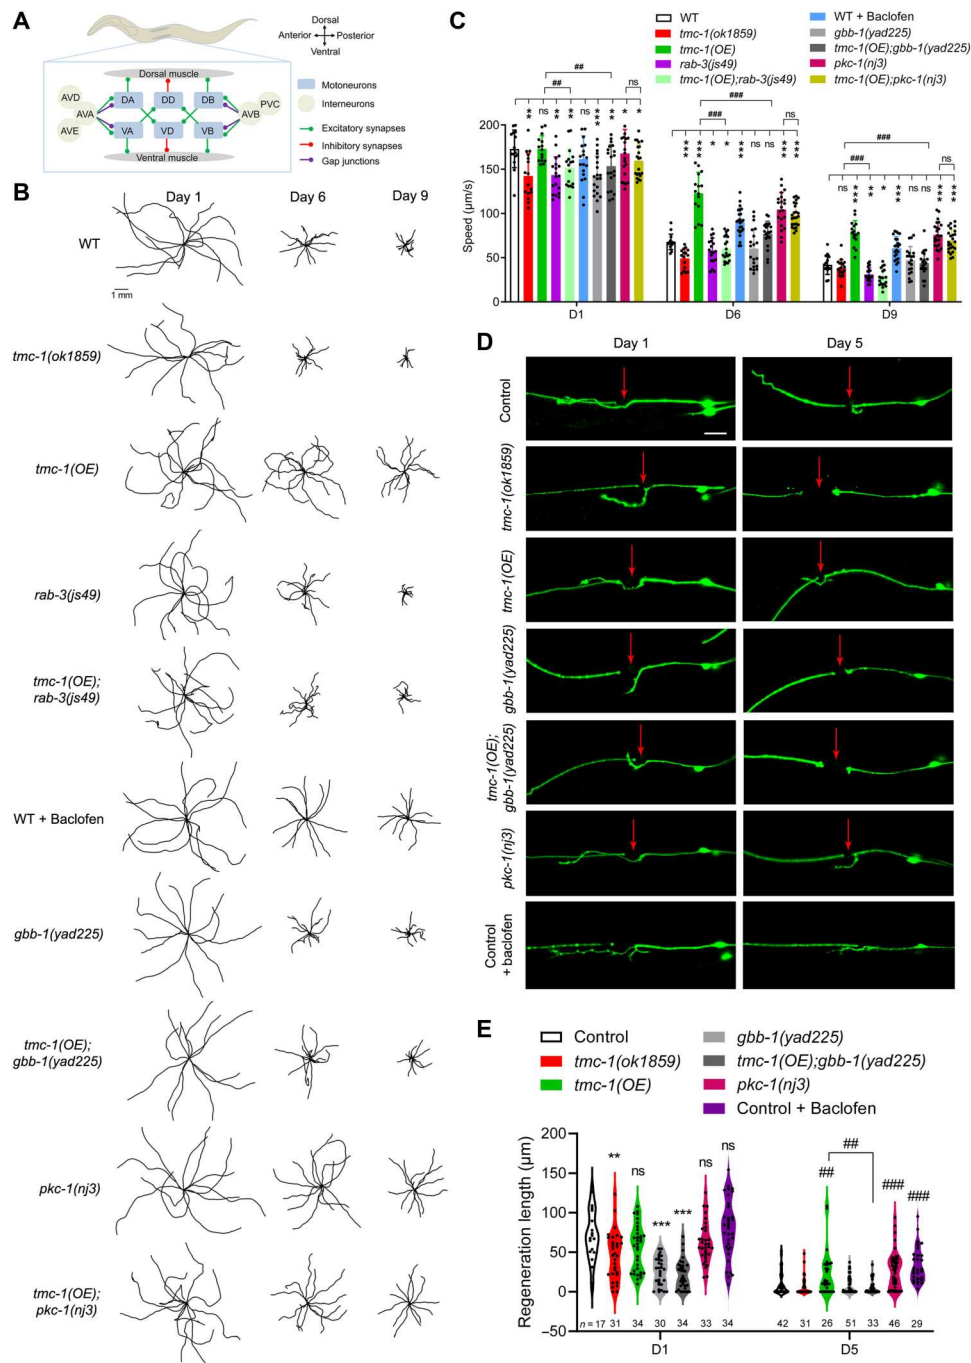 A
Dorsal
Anterior
Posterior
Ventral
Dorsal muscle
AVD
AVA
AVE
DA
DD
DB
VA
VD
VB
PVC
AVB
Ventral muscle
Motoneurons
Interneurons
Excitatory synapses
Inhibitory synapses
Gap junctions
B
Day 1
Day 6
Day 9
WT
1 mm
tmc-1(ok1859)
tmc-1(OE)
rab-3(js49)
tmc-1(OE);
rab-3(js49)
WT + Baclofen
gbb-1(yad225)
tmc-1(OE);
gbb-1(yad225)
pkc-1(nj3)
tmc-1(OE);
pkc-1(nj3)
C
WT
tmc-1(ok1859)
tmc-1(OE)
rab-3(js49)
tmc-1(OE);rab-3(js49)
WT + Baclofen
gbb-1(yad225)
tmc-1(OE);gbb-1(yad225)
pkc-1(nj3)
tmc-1(OE);pkc-1(nj3)
Speed (μm/s)
200
150
100
50
0
## 
##
ns
* ns ** ** ns *** ** * *
###
###
ns
*** *** * * *** ns ns *** ***
###
###
ns
ns *** ** * *** ns ns *** ***
D1
D6
D9
D
Day 1
Day 5
Control
tmc-1(ok1859)
tmc-1(OE)
gbb-1(yad225)
tmc-1(OE);
gbb-1(yad225)
pkc-1(nj3)
Control
+ baclofen
E
Control
tmc-1(ok1859)
tmc-1(OE)
gbb-1(yad225)
tmc-1(OE);gbb-1(yad225)
pkc-1(nj3)
Control + Baclofen
Regeneration length (μm)
200
150
100
50
0
−50
** ns *** *** ns ns
## ## ### ###
n = 17 31 34 30 34 33 34
42 31 26 51 33 46 29
D1
D5